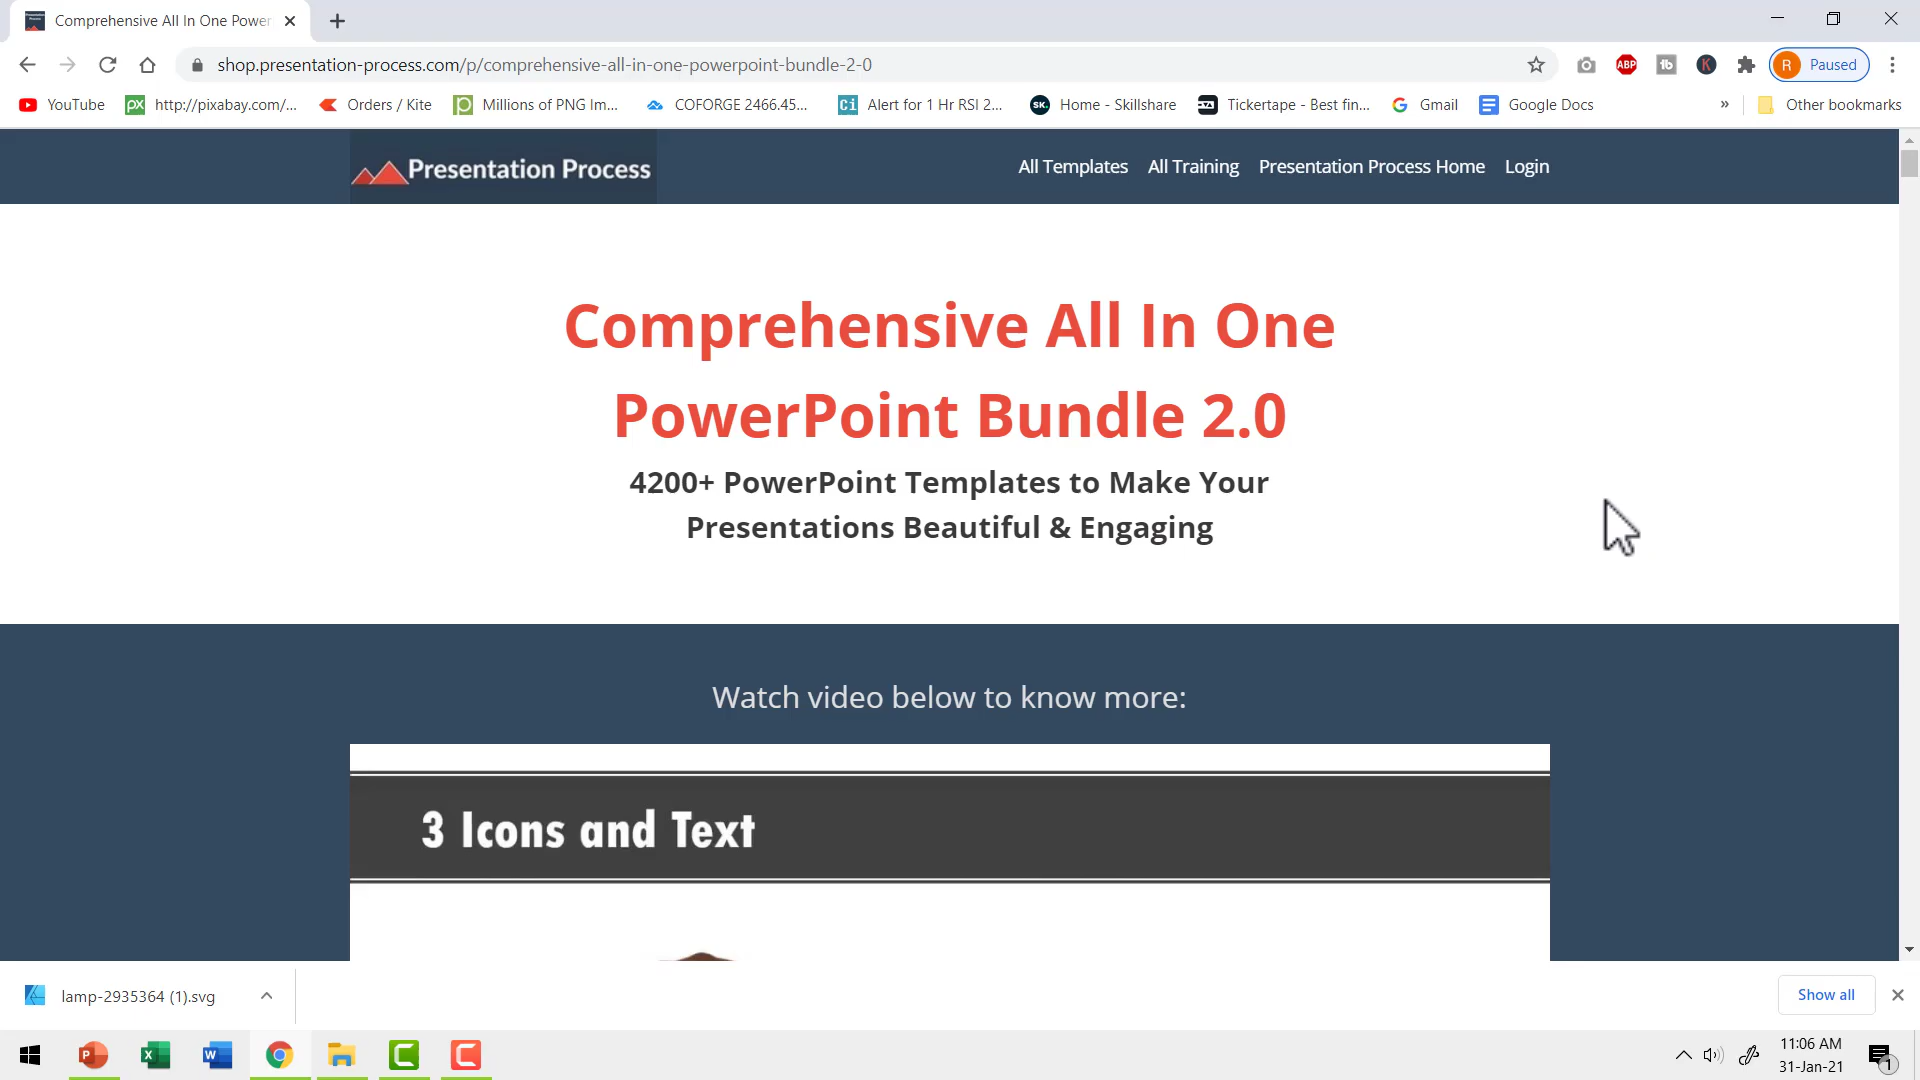 Comprehensive All In One Power
shop.presentation-process.com/p/comprehensive-all-in-one-powerpoint-bundle-2-0
ABP
R Paused
YouTube
http://pixabay.com/...
Orders / Kite
Millions of PNG Im...
COFORGE 2466.45...
Alert for 1 Hr RSI 2...
Home - Skillshare
Tickertape - Best fin...
Gmail
Google Docs
»
Other bookmarks
Presentation Process
All Templates
All Training
Presentation Process Home
Login
Comprehensive All In One
PowerPoint Bundle 2.0
4200+ PowerPoint Templates to Make Your
Presentations Beautiful & Engaging
Watch video below to know more:
3 Icons and Text
lamp-2935364 (1).svg
Show all
11:06 AM
31-Jan-21
1